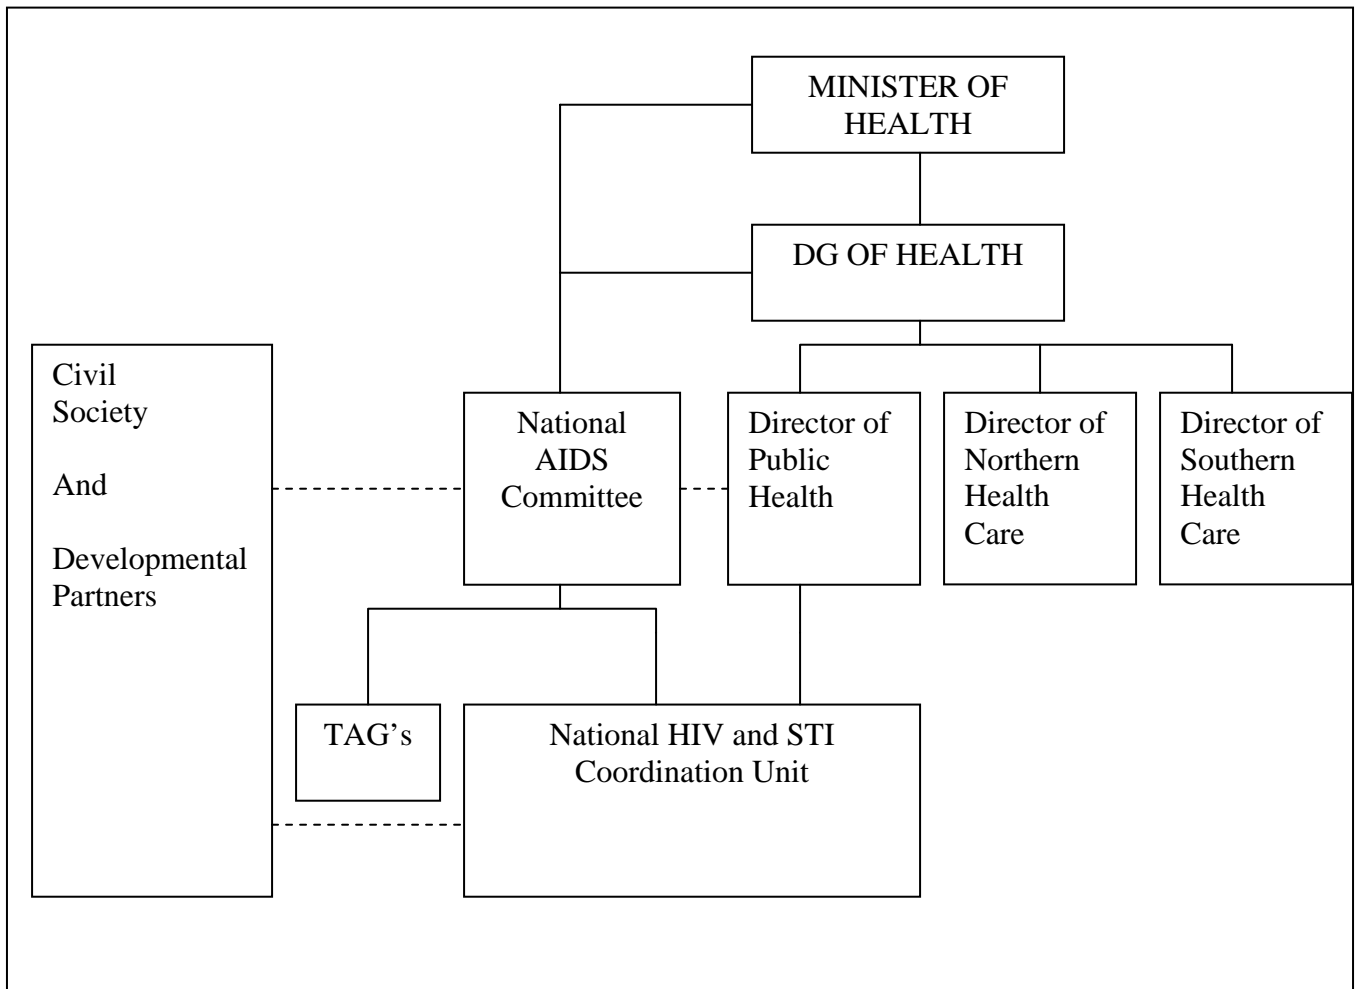 MINISTER OF
HEALTH
DG OF HEALTH
Civil
Society
And
Developmental
Partners
National
AIDS
Committee
Director of
Public
Health
Director of
Northern
Health
Care
Director of
Southern
Health
Care
TAG’s
National HIV and STI
Coordination Unit